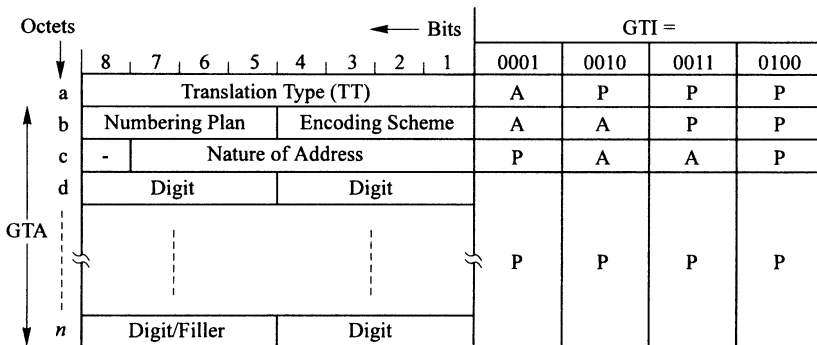 Octets Bits GTI =
8 7 6 5 4 3 2 1 0001 0010 0011 0100
a Translation Type (TT) A P P P
b Numbering Plan Encoding Scheme A A P P
c - Nature of Address P A A P
d Digit Digit
GTA P P P P
n Digit/Filler Digit